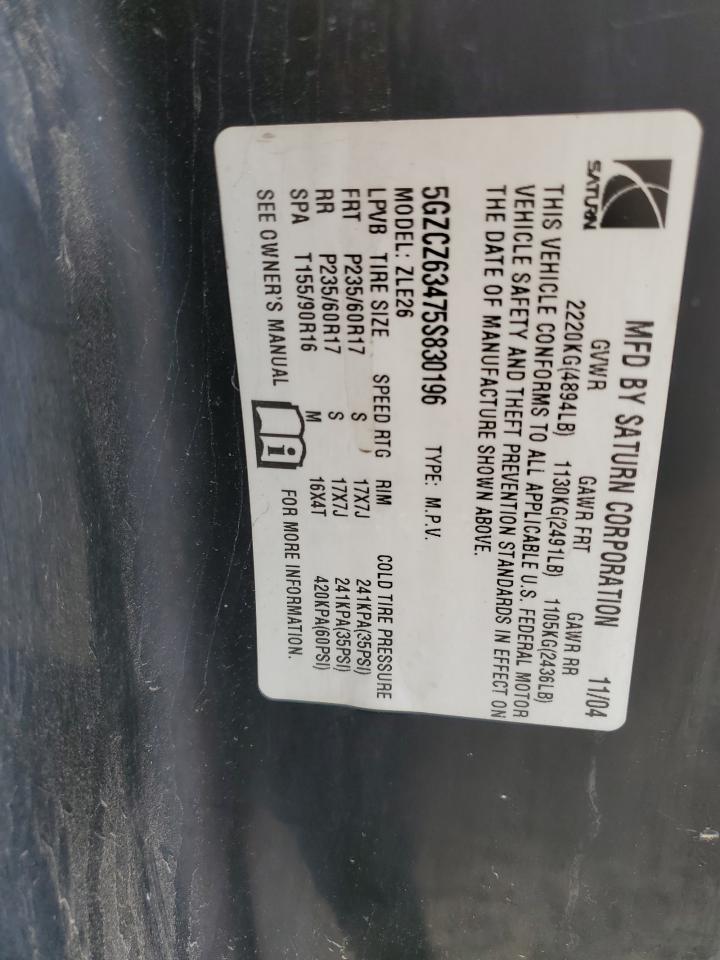 SATURN
MFD BY SATURN CORPORATION 11/04
GVWR GAWR FRT GAWR RR
2220KG(4894LB) 1130KG(2491LB) 1105KG(2436LB)
THIS VEHICLE CONFORMS TO ALL APPLICABLE U.S. FEDERAL MOTOR
VEHICLE SAFETY AND THEFT PREVENTION STANDARDS IN EFFECT ON
THE DATE OF MANUFACTURE SHOWN ABOVE.
5GZCZ63475S830196 TYPE: M.P.V.
MODEL: ZLE26
LPVB TIRE SIZE SPEED RTG RIM COLD TIRE PRESSURE
FRT P235/60R17 S 17X7J 241KPA(35PSI)
RR P235/60R17 S 17X7J 241KPA(35PSI)
SPA T155/90R16 M 16X4T 420KPA(60PSI)
SEE OWNER'S MANUAL i FOR MORE INFORMATION.